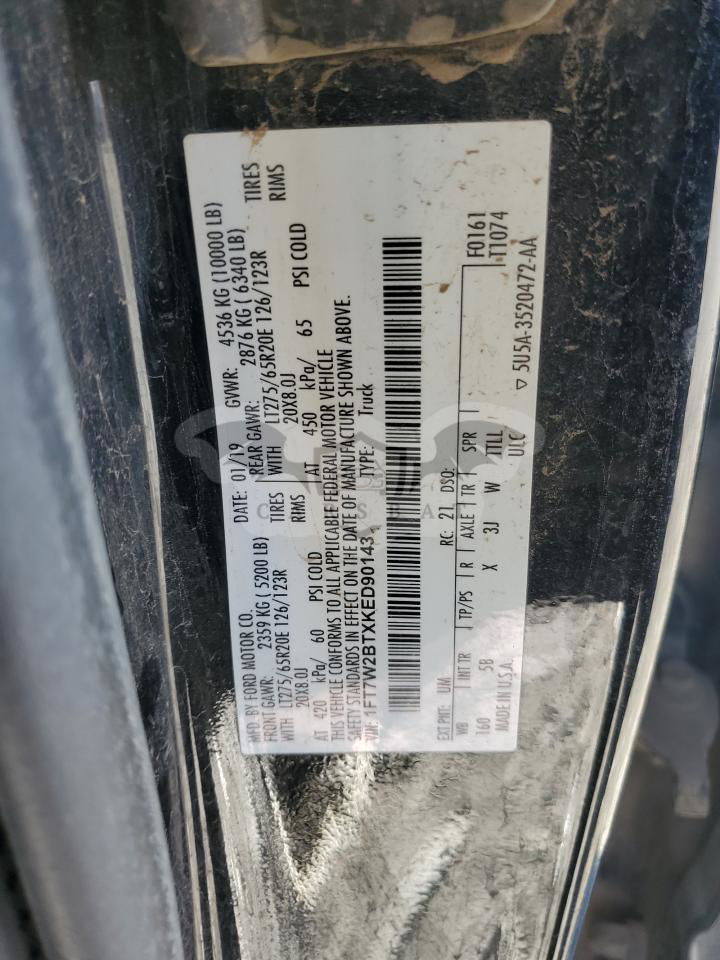 MFD. BY FORD MOTOR CO.
DATE: 01/19 GVWR: 4536 KG (10000 LB)
FRONT GAWR: 2359 KG ( 5200 LB) REAR GAWR: 2876 KG ( 6340 LB)
WITH LT275/65R20E 126/123R TIRES WITH LT275/65R20E 126/123R TIRES
20X8.0J RIMS 20X8.0J RIMS
AT 420 kPa/ 60 PSI COLD AT 450 kPa/ 65 PSI COLD
THIS VEHICLE CONFORMS TO ALL APPLICABLE FEDERAL MOTOR VEHICLE
SAFETY STANDARDS IN EFFECT ON THE DATE OF MANUFACTURE SHOWN ABOVE.
VIN: 1FT7W2BTXKED90143 TYPE: Truck
EXT PNT: UM RC: 21 DSO: F0161
WB INT TR TP/PS R AXLE TR SPR T1074
160 5B X 3J W TTLL
MADE IN U.S.A. ULC
▽ 5U5A-3520472-AA